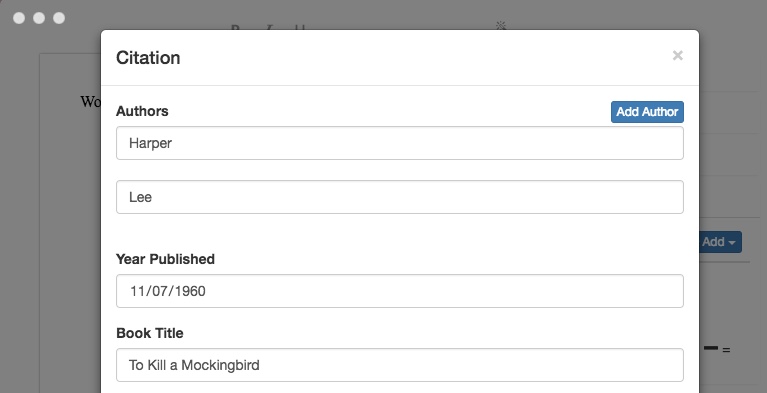 Citation ×
Authors Add Author
Harper
Lee
Year Published
11/07/1960
Book Title
To Kill a Mockingbird
Wo
Add